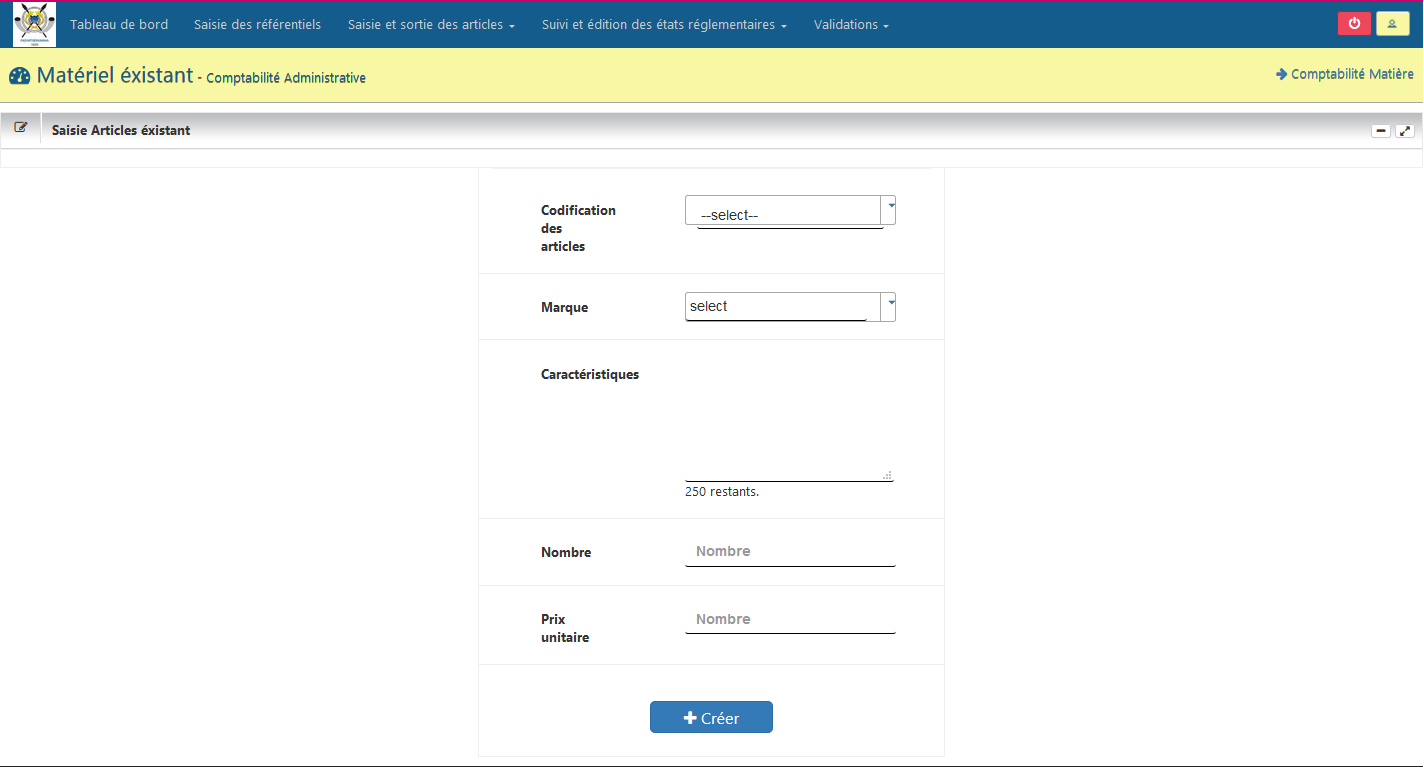 Tableau de bord Saisie des référentiels Saisie et sortie des articles Suivi et édition des états réglementaires Validations
Matériel éxistant - Comptabilité Administrative Comptabilité Matière
Saisie Articles éxistant
Codification
des
articles
--select--
Marque
select
Caractéristiques
250 restants.
Nombre
Nombre
Prix
unitaire
Nombre
Créer